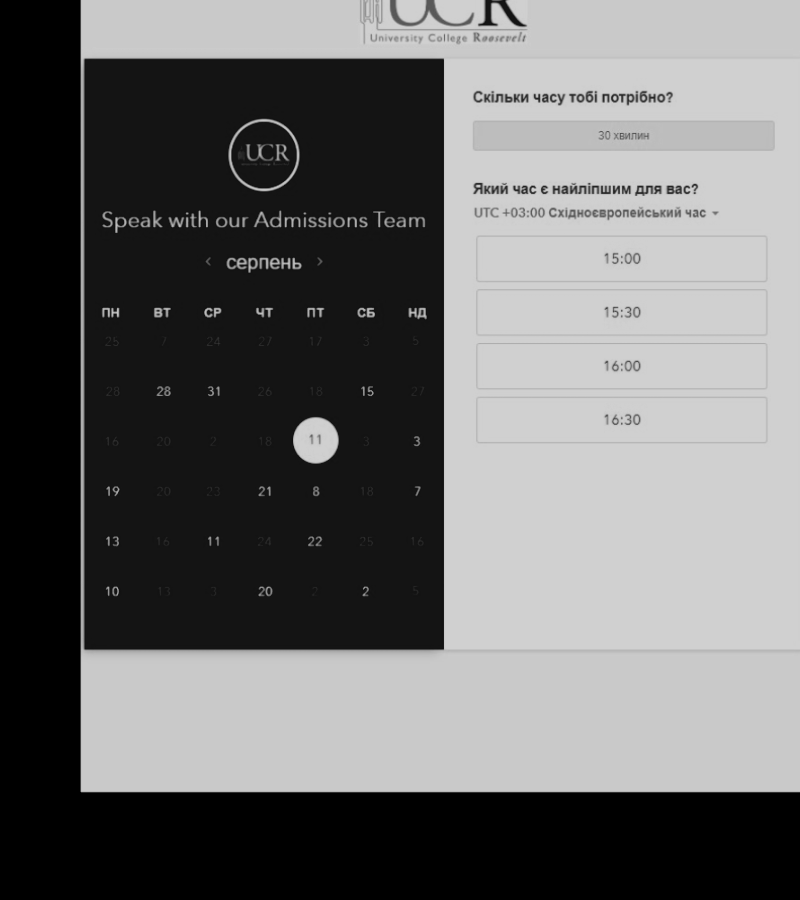 UCR
University College Roosevelt
UCR
Speak with our Admissions Team
< серпень >
ПН ВТ СР ЧТ ПТ СБ НД
25 7 24 27 17 3 5
28 28 31 26 18 15 27
16 20 2 18 11 3 3
19 20 23 21 8 18 7
13 16 11 24 22 25 16
10 13 3 20 2 2 5
Скільки часу тобі потрібно?
30 хвилин
Який час є найліпшим для вас?
UTC +03:00 Східноєвропейський час
15:00
15:30
16:00
16:30